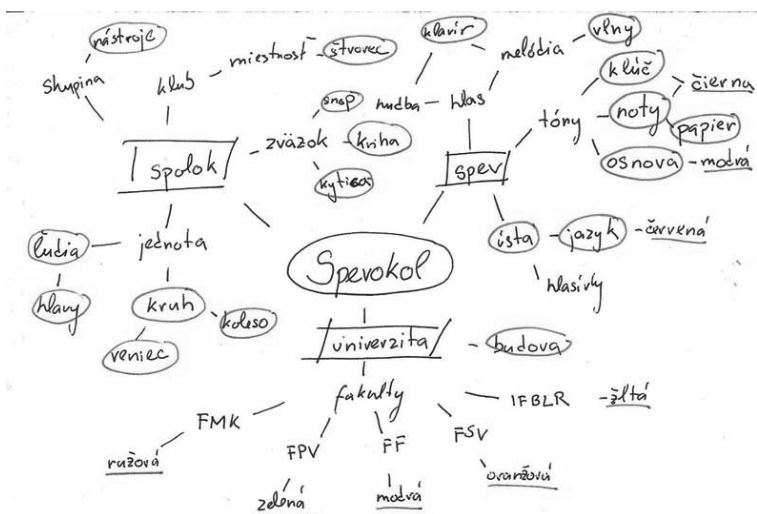 nástroje
skupina
klub
miestnosť
štvorec
klavír
melódia
vlny
hudba
hlas
tóny
kľúč
noty
čierna
papier
osnova
modrá
spolok
zväzok
snop
kniha
kytica
spev
ústa
jazyk
červená
hlasivky
jednota
ľudia
hlavy
kruh
veniec
koleso
Spevokol
univerzita
budova
fakulty
FMK
ružová
FPV
zelená
FF
modrá
FSV
oranžová
IFBLR
žltá